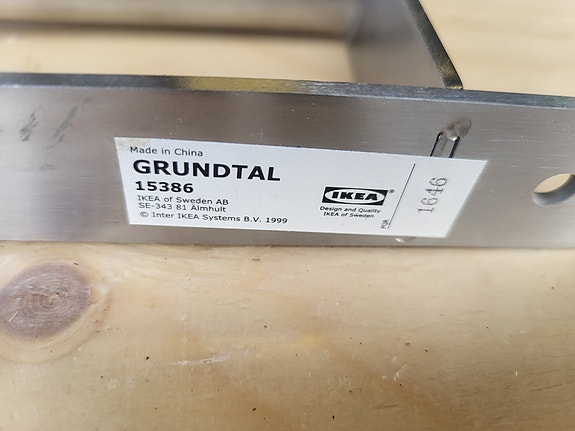 Made in China
GRUNDTAL
15386
IKEA of Sweden AB
SE-343 81 Älmhult
© Inter IKEA Systems B.V. 1999
IKEA®
Design and Quality
IKEA of Sweden
1646